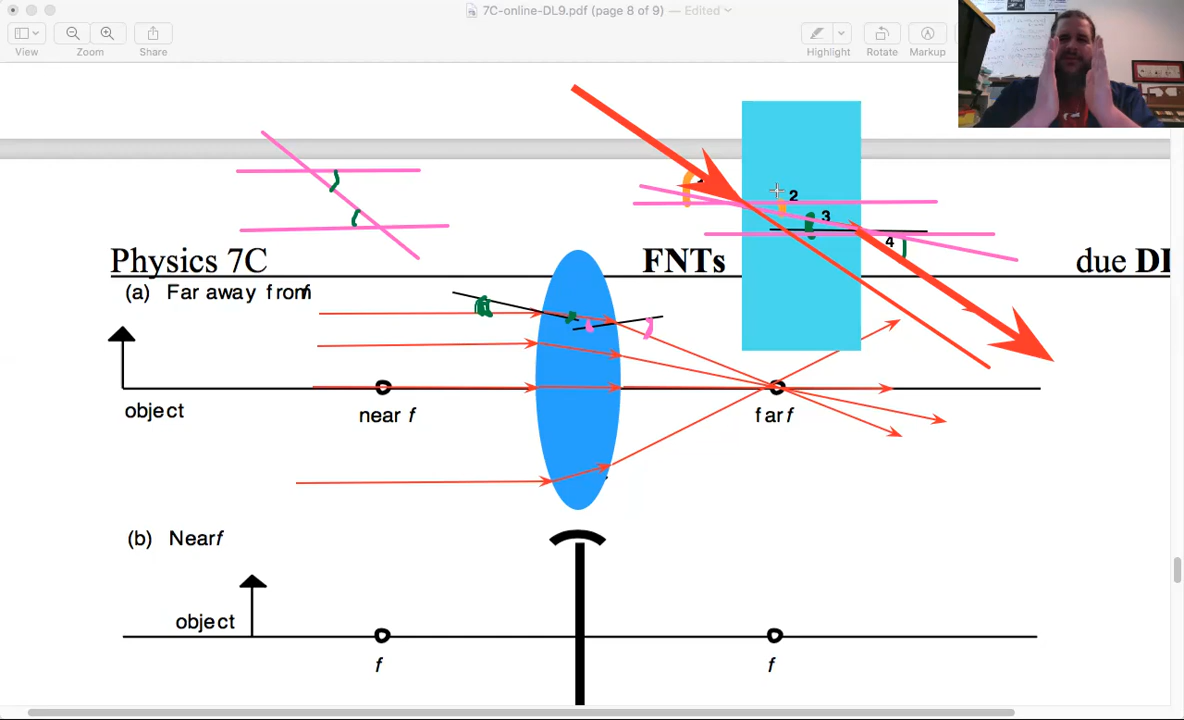 7C-online-DL9.pdf (page 8 of 9) — Edited
View
Zoom
Share
Highlight
Rotate
Markup
2
3
4
Physics 7C
FNTs
due DI
(a) Far away from f
object
near f
far f
(b) Near f
object
f
f